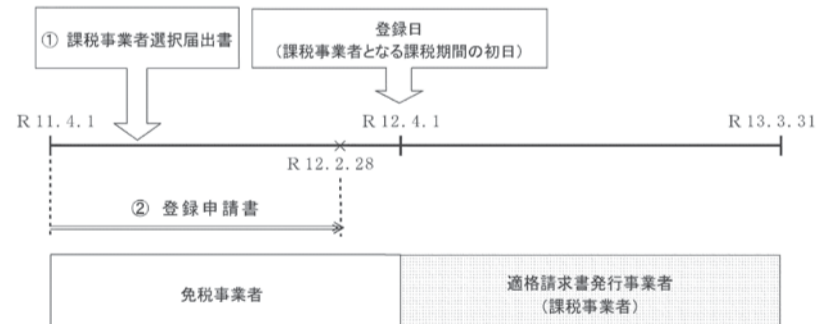 ① 課税事業者選択届出書
登録日
（課税事業者となる課税期間の初日）
R 11. 4. 1
R 12. 4. 1
R 13. 3. 31
R 12. 2. 28
② 登録申請書
免税事業者
適格請求書発行事業者
（課税事業者）